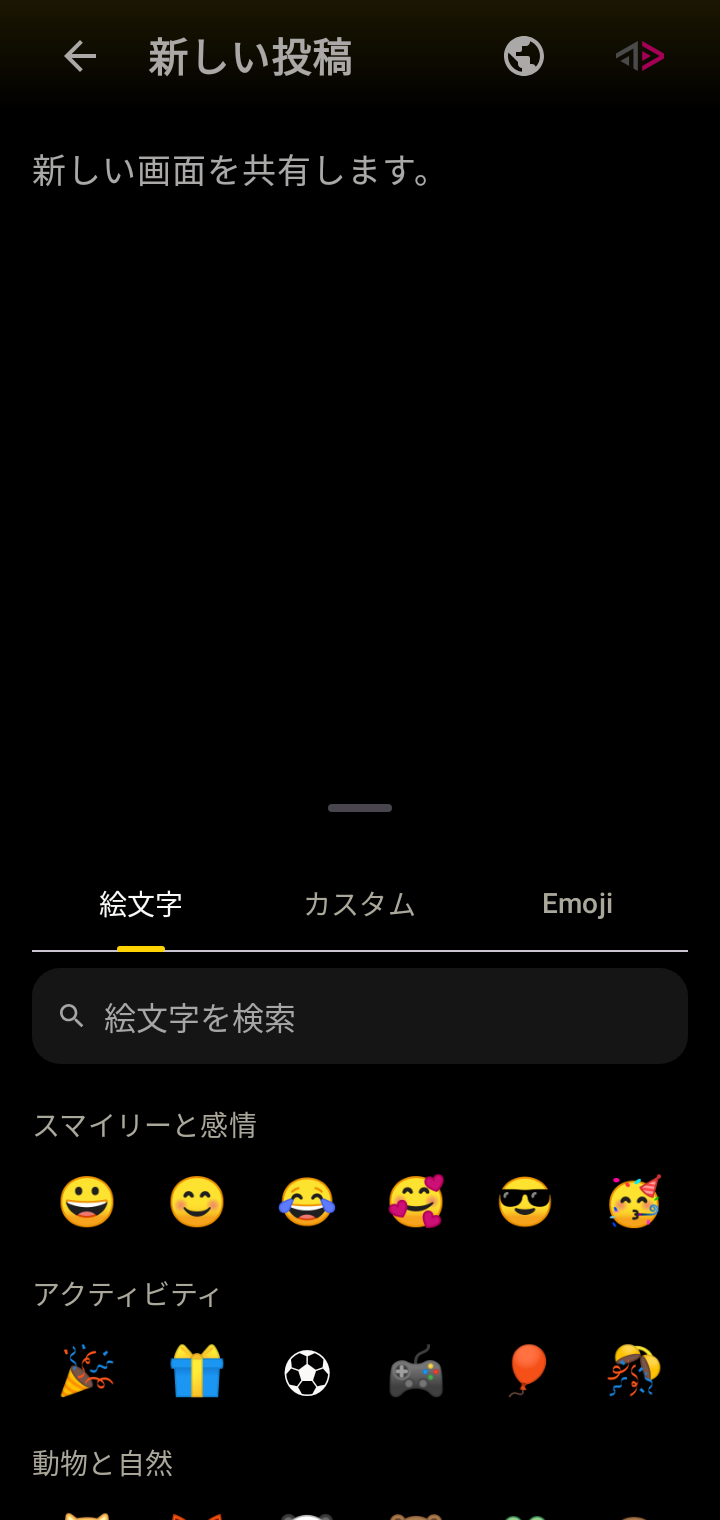 新しい投稿
新しい画面を共有します。
絵文字 カスタム Emoji
絵文字を検索
スマイリーと感情
アクティビティ
動物と自然